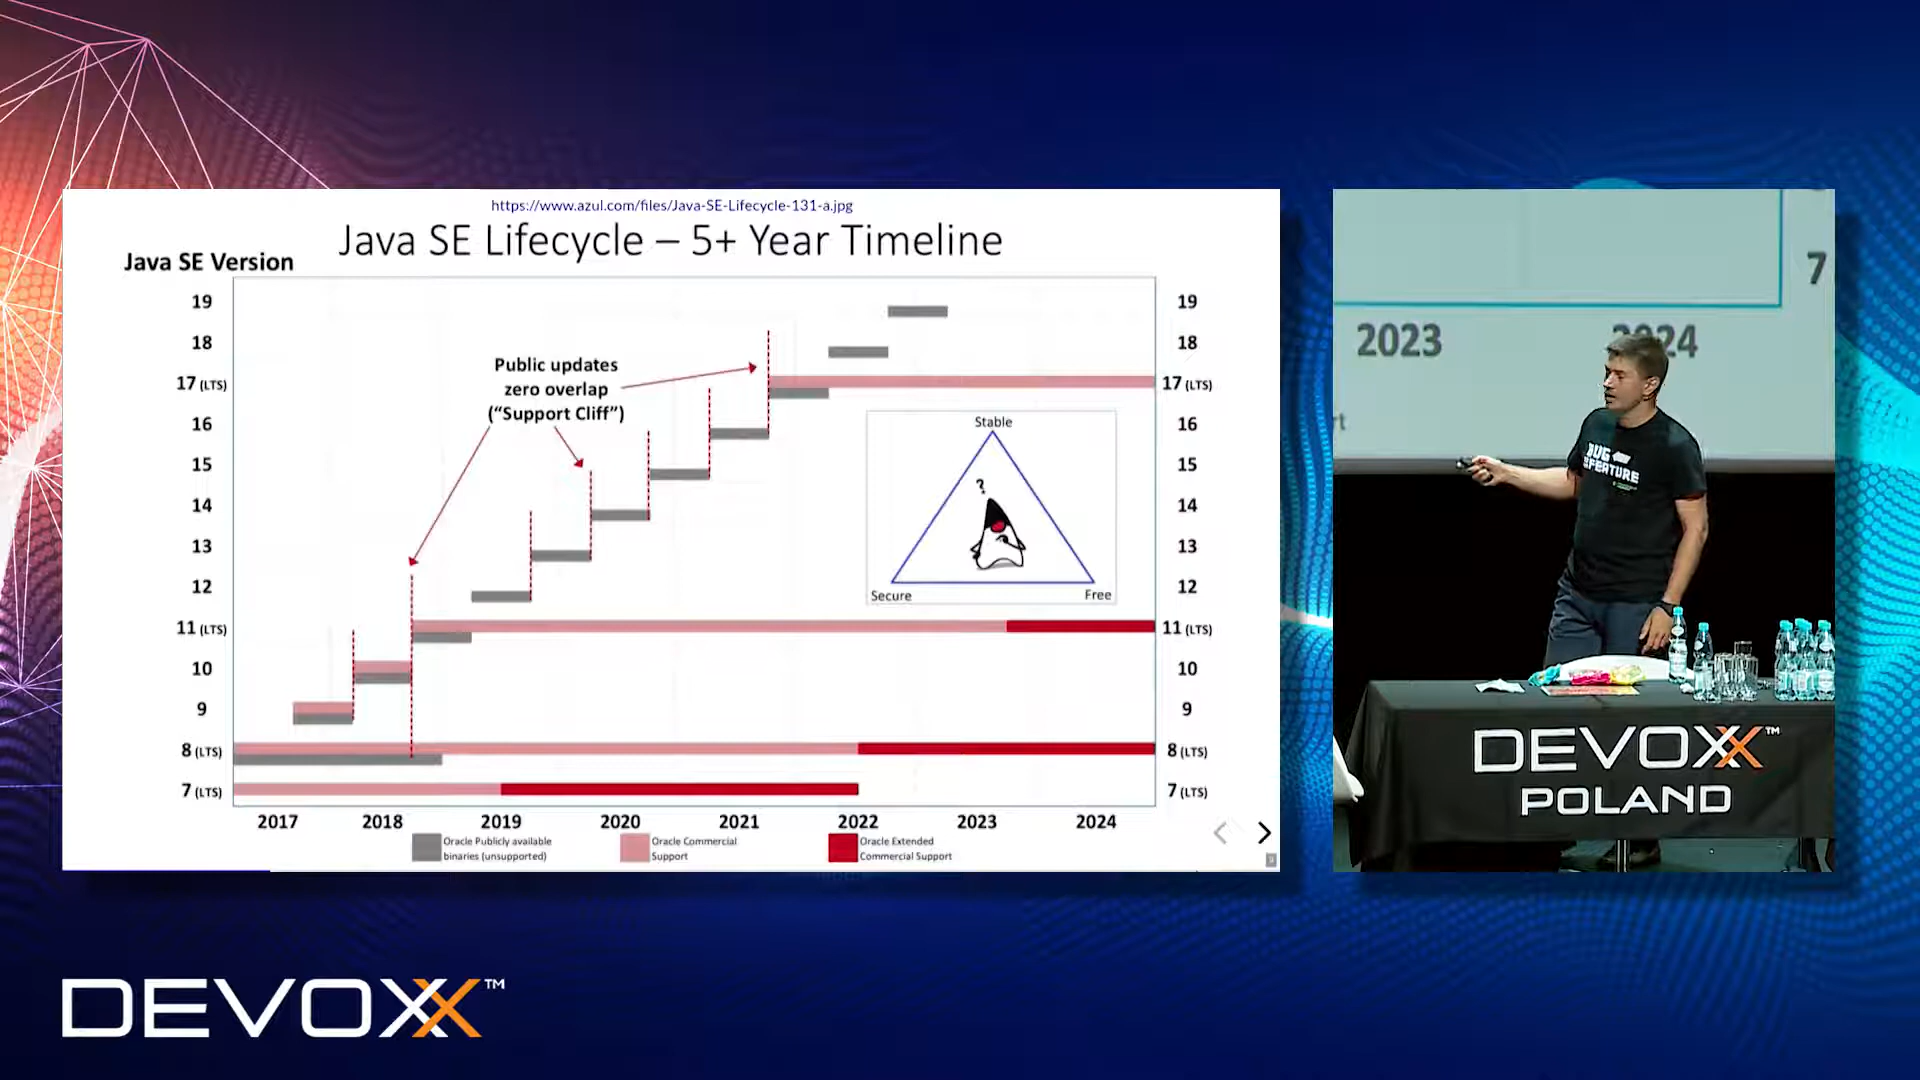 https://www.azul.com/files/Java-SE-Lifecycle-131-a.jpg
Java SE Lifecycle – 5+ Year Timeline
Java SE Version
19
18
17 (LTS)
16
15
14
13
12
11 (LTS)
10
9
8 (LTS)
7 (LTS)
Public updates
zero overlap
(“Support Cliff”)
Stable
?
Secure
Free
19
18
17 (LTS)
16
15
14
13
12
11 (LTS)
10
9
8 (LTS)
7 (LTS)
2017 2018 2019 2020 2021 2022 2023 2024
Oracle Publicly available
binaries (unsupported)
Oracle Commercial
Support
Oracle Extended
Commercial Support
7
2023 2024
BUG
FEATURE
DEVOXX™
POLAND
DEVOXX™